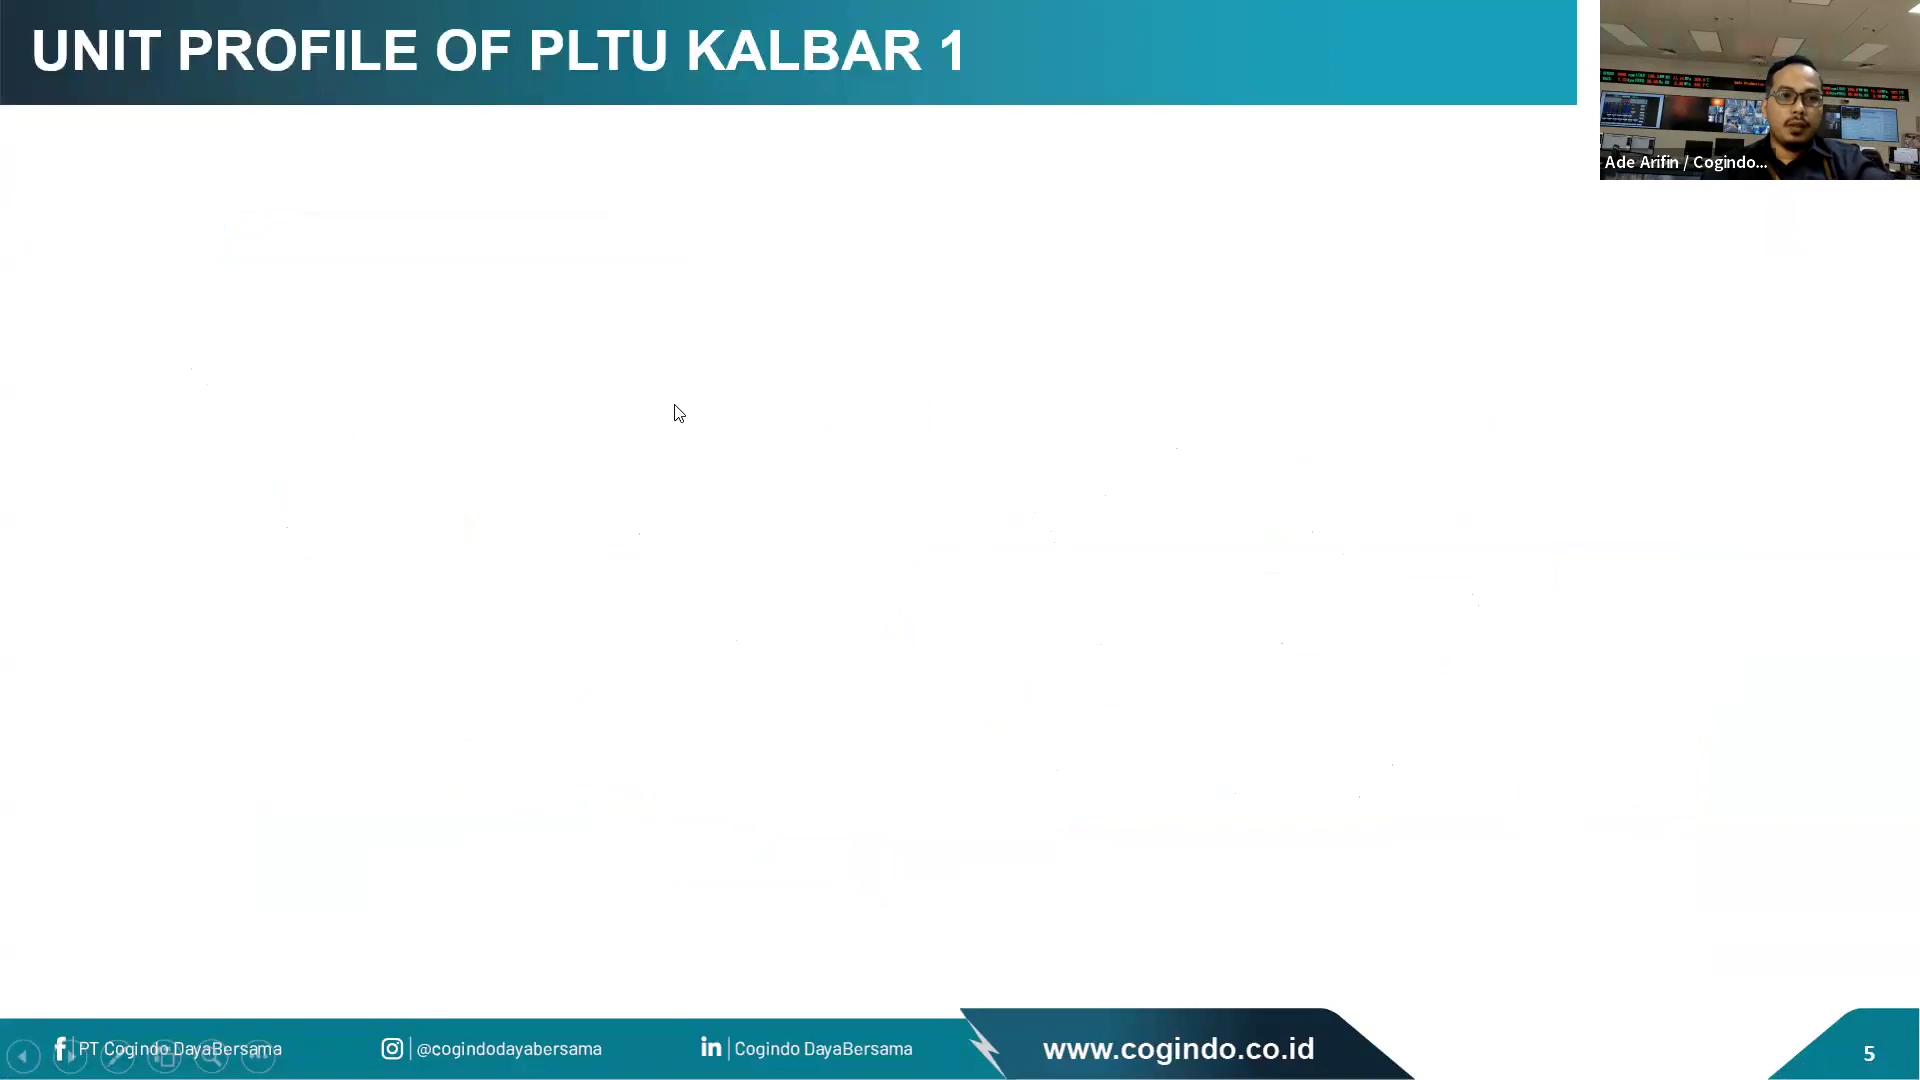 UNIT PROFILE OF PLTU KALBAR 1
Ade Arifin / Cogindo...
PT Cogindo DayaBersama
@cogindodayabersama
Cogindo DayaBersama
www.cogindo.co.id
5